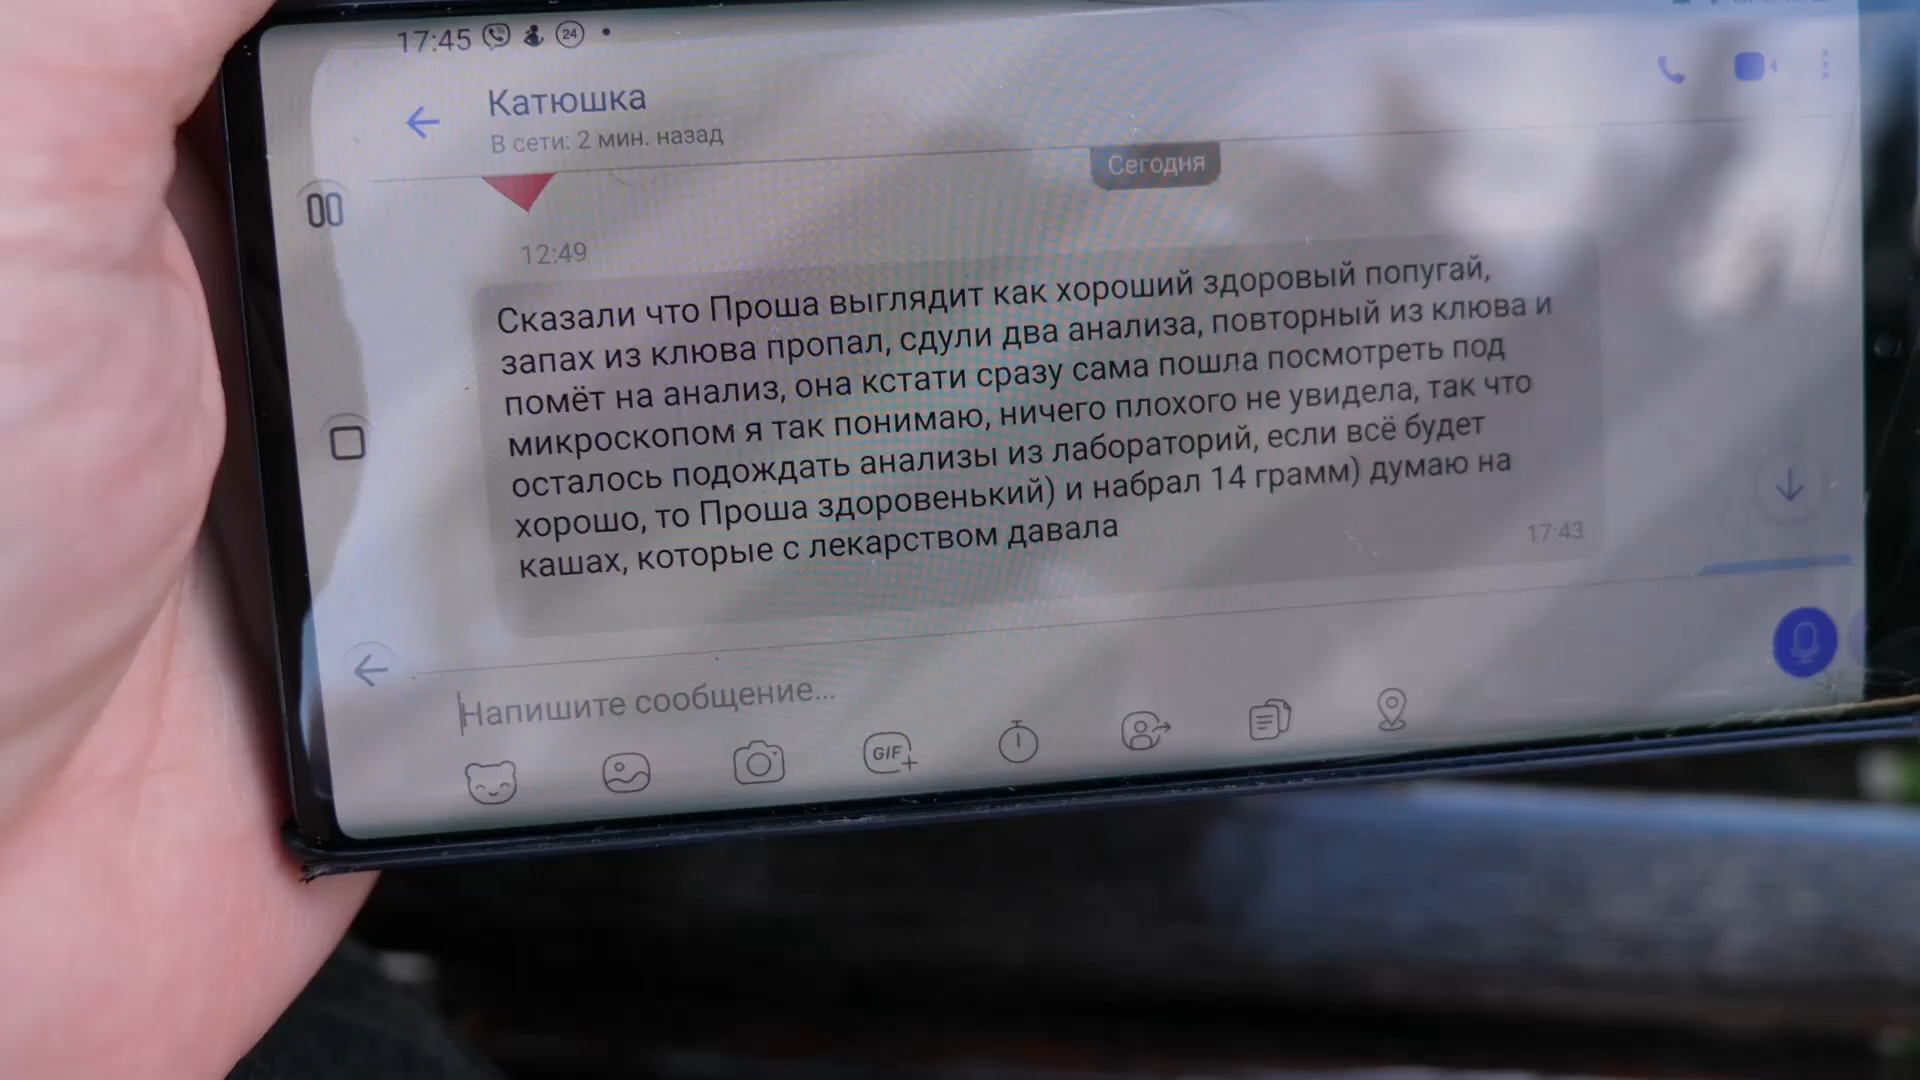 17:45
24
Катюшка
В сети: 2 мин. назад
Сегодня
12:49
Сказали что Проша выглядит как хороший здоровый попугай,
запах из клюва пропал, сдули два анализа, повторный из клюва и
помёт на анализ, она кстати сразу сама пошла посмотреть под
микроскопом я так понимаю, ничего плохого не увидела, так что
осталось подождать анализы из лабораторий, если всё будет
хорошо, то Проша здоровенький) и набрал 14 грамм) думаю на
кашах, которые с лекарством давала
17:43
Напишите сообщение...
GIF+